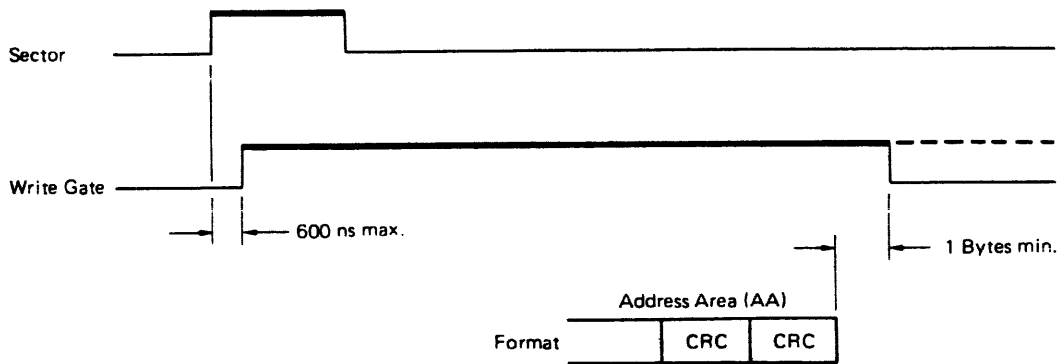 Sector
Write Gate
600 ns max.
1 Bytes min.
Address Area (AA)
Format CRC CRC